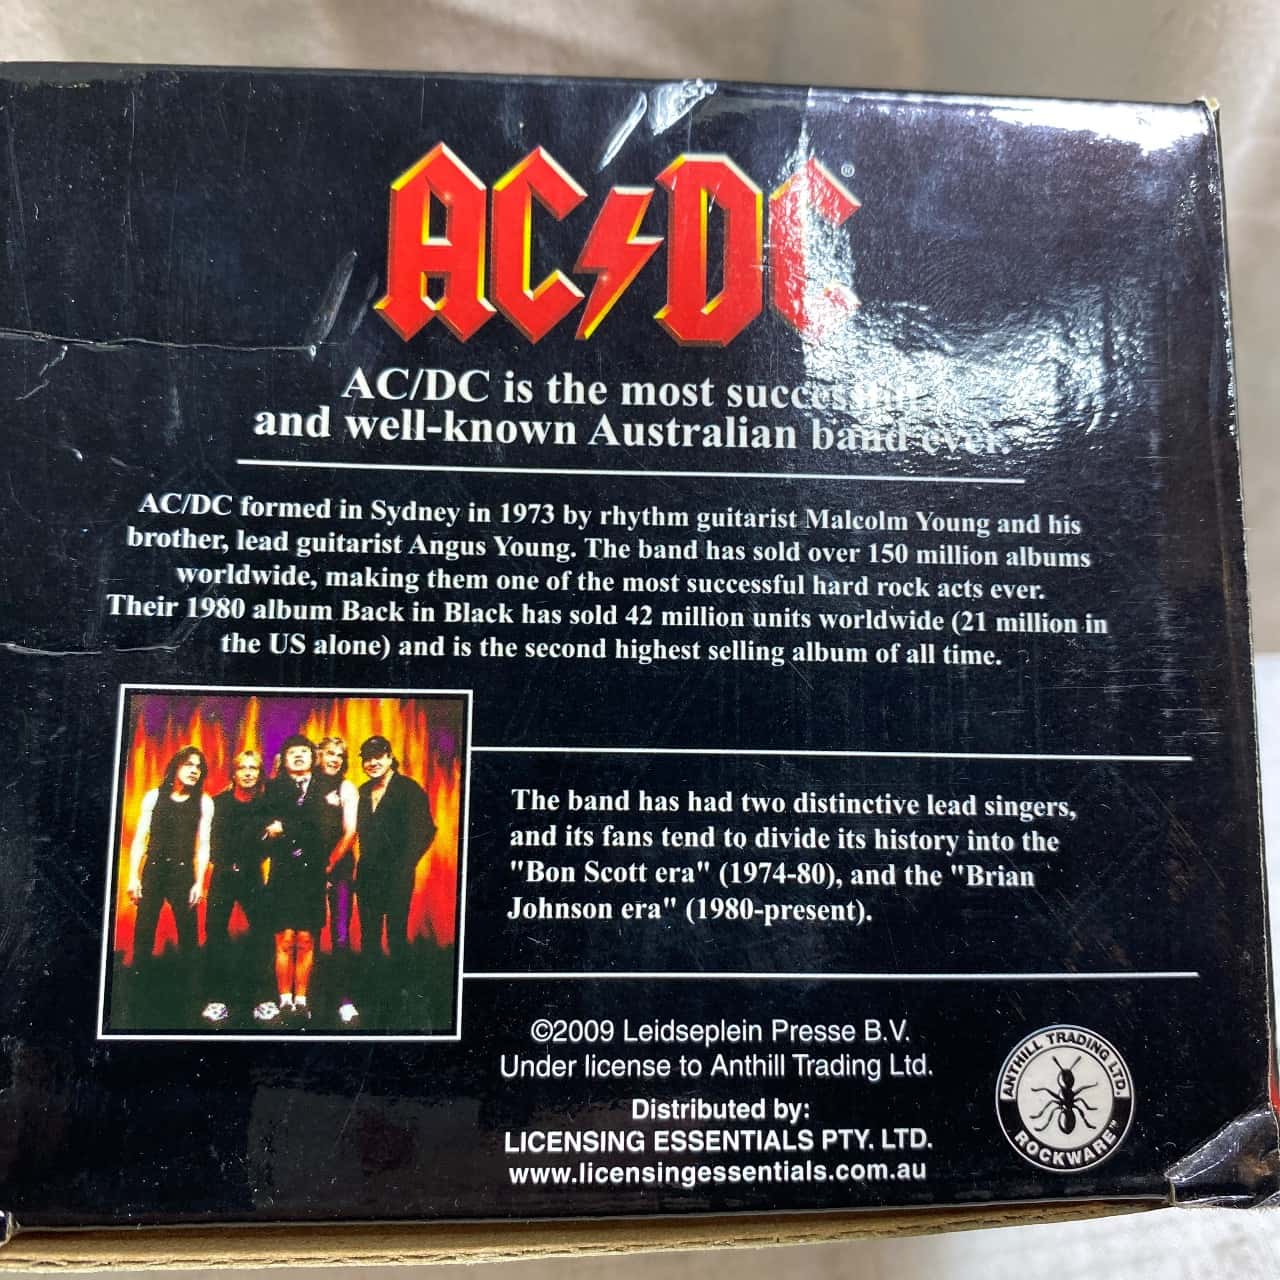 AC/DC®
AC/DC is the most successful
and well-known Australian band ever.
AC/DC formed in Sydney in 1973 by rhythm guitarist Malcolm Young and his
brother, lead guitarist Angus Young. The band has sold over 150 million albums
worldwide, making them one of the most successful hard rock acts ever.
Their 1980 album Back in Black has sold 42 million units worldwide (21 million in
the US alone) and is the second highest selling album of all time.
The band has had two distinctive lead singers,
and its fans tend to divide its history into the
"Bon Scott era" (1974-80), and the "Brian
Johnson era" (1980-present).
©2009 Leidseplein Presse B.V.
Under license to Anthill Trading Ltd.
Distributed by:
LICENSING ESSENTIALS PTY. LTD.
www.licensingessentials.com.au
ANTHILL TRADING LTD.
ROCKWARE™